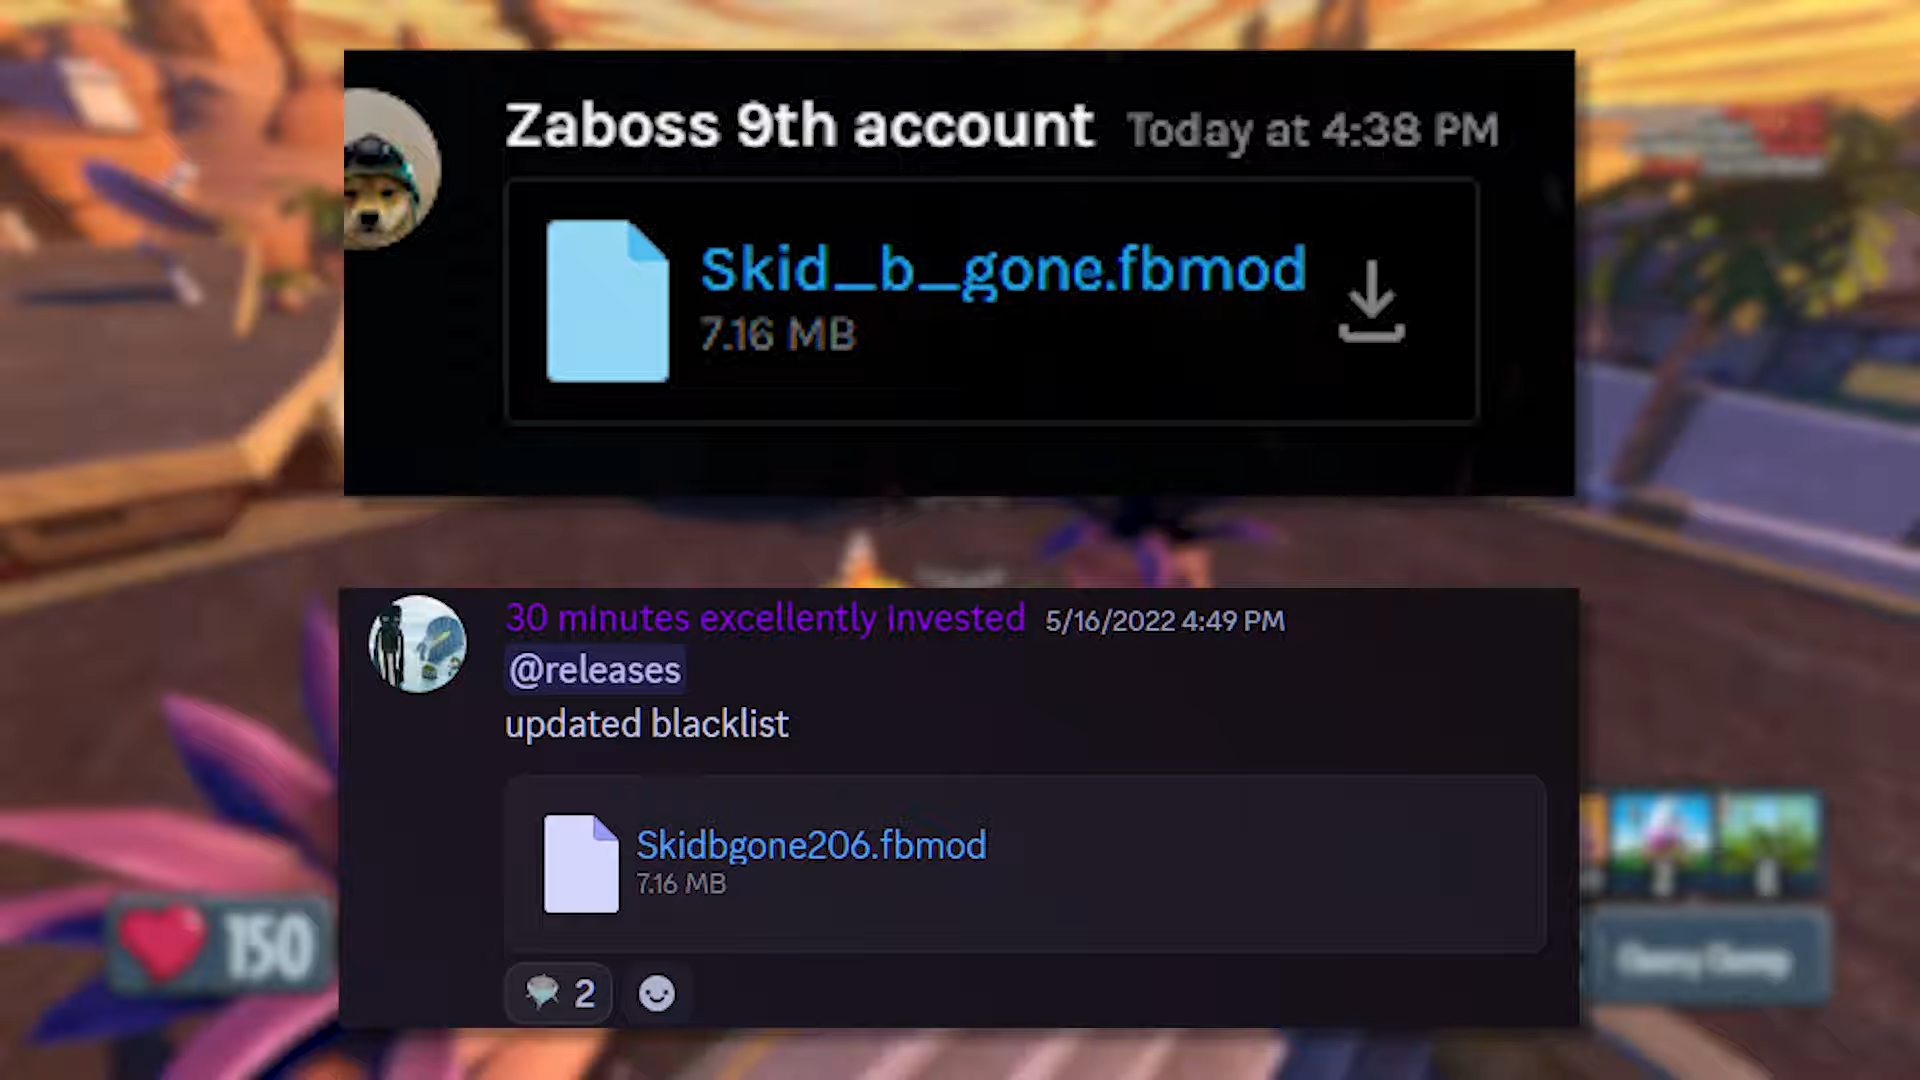 Zaboss 9th account Today at 4:38 PM
Skid_b_gone.fbmod
7.16 MB
30 minutes excellently invested 5/16/2022 4:49 PM
@releases
updated blacklist
Skidbgone206.fbmod
7.16 MB
2
150